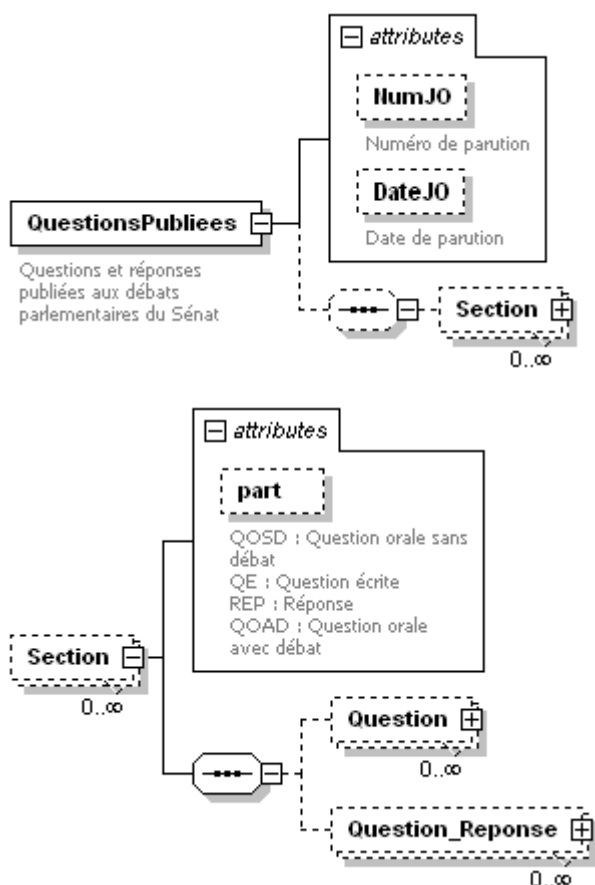 attributes
NumJO
Numéro de parution
DateJO
Date de parution
QuestionsPubliees
Questions et réponses
publiées aux débats
parlementaires du Sénat
Section
0..∞
attributes
part
QOSD : Question orale sans
débat
QE : Question écrite
REP : Réponse
QOAD : Question orale
avec débat
Section
0..∞
Question
0..∞
Question_Reponse
0..∞